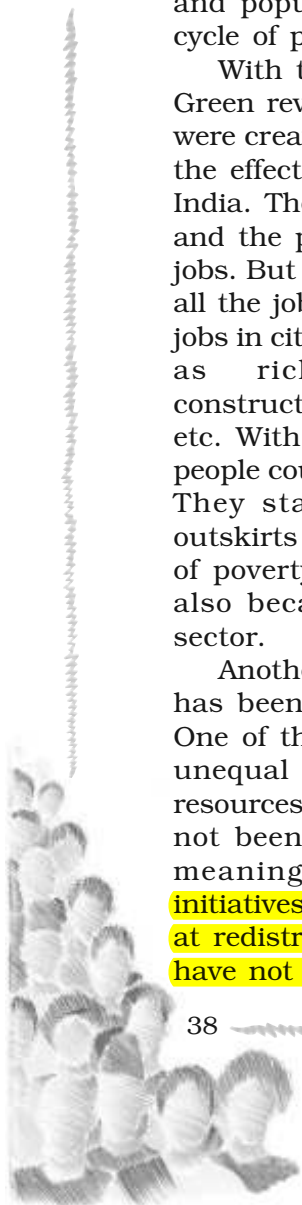 and popu
cycle of p
With t
Green rev
were crea
the effect
India. The
and the p
jobs. But
all the job
jobs in cit
as rick
construct
etc. With
people cou
They sta
outskirts
of poverty
also beca
sector.
Anothe
has been
One of th
unequal
resources
not been
meaning
initiatives
at redistr
have not
38